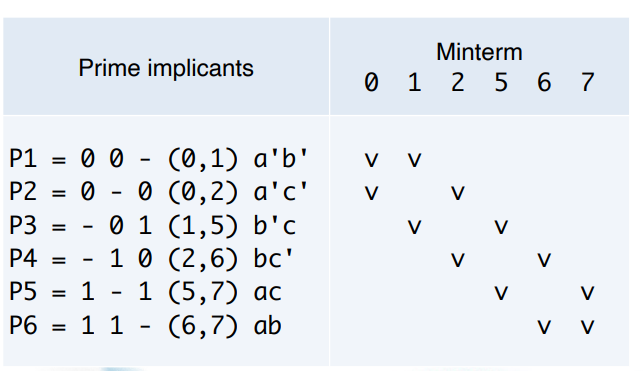 Prime implicants
Minterm
0 1 2 5 6 7
P1 = 0 0 - (0,1) a'b' v v
P2 = 0 - 0 (0,2) a'c' v v
P3 = - 0 1 (1,5) b'c v v
P4 = - 1 0 (2,6) bc' v v
P5 = 1 - 1 (5,7) ac v v
P6 = 1 1 - (6,7) ab v v